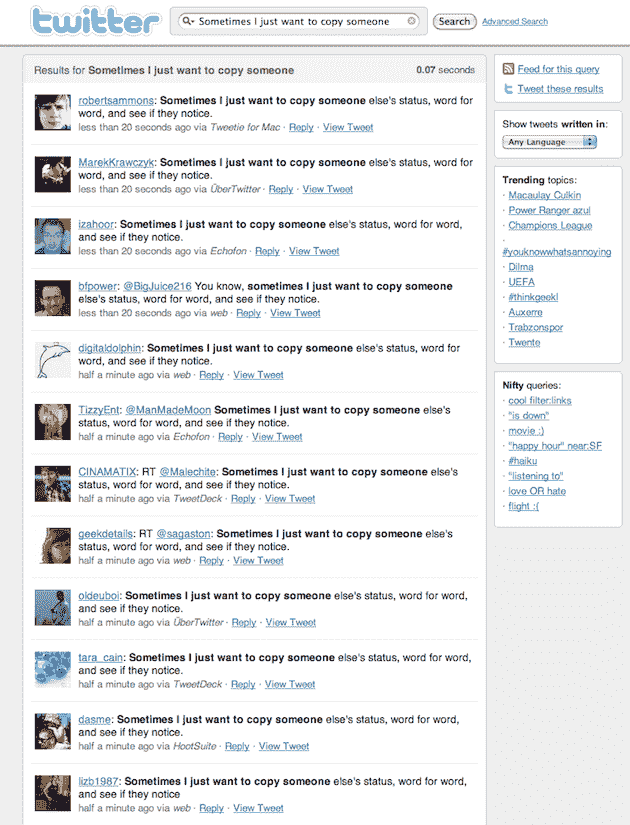 twitter
Sometimes I just want to copy someone
Search
Advanced Search
Results for Sometimes I just want to copy someone
0.07 seconds
robertsammons: Sometimes I just want to copy someone else's status, word for
word, and see if they notice.
less than 20 seconds ago via Tweetie for Mac · Reply · View Tweet
MarekKrawczyk: Sometimes I just want to copy someone else's status, word for
word, and see if they notice.
less than 20 seconds ago via ÜberTwitter · Reply · View Tweet
izahoor: Sometimes I just want to copy someone else's status, word for word,
and see if they notice.
less than 20 seconds ago via Echofon · Reply · View Tweet
bfpower: @BigJuice216 You know, sometimes I just want to copy someone
else's status, word for word, and see if they notice.
less than 20 seconds ago via web · Reply · View Tweet
digitaldolphin: Sometimes I just want to copy someone else's status, word for
word, and see if they notice.
half a minute ago via web · Reply · View Tweet
TizzyEnt: @ManMadeMoon Sometimes I just want to copy someone else's
status, word for word, and see if they notice.
half a minute ago via Echofon · Reply · View Tweet
CINAMATIX: RT @Malechite: Sometimes I just want to copy someone else's
status, word for word, and see if they notice.
half a minute ago via TweetDeck · Reply · View Tweet
geekdetails: RT @sagaston: Sometimes I just want to copy someone else's
status, word for word, and see if they notice.
half a minute ago via web · Reply · View Tweet
oldeuboi: Sometimes I just want to copy someone else's status, word for word,
and see if they notice.
half a minute ago via ÜberTwitter · Reply · View Tweet
tara_cain: Sometimes I just want to copy someone else's status, word for word,
and see if they notice.
half a minute ago via TweetDeck · Reply · View Tweet
dasme: Sometimes I just want to copy someone else's status, word for word,
and see if they notice.
half a minute ago via HootSuite · Reply · View Tweet
lizb1987: Sometimes I just want to copy someone else's status, word for word
and see if they notice
half a minute ago via web · Reply · View Tweet
Feed for this query
Tweet these results
Show tweets written in:
Any Language
Trending topics:
· Macaulay Culkin
· Power Ranger azul
· Champions League
·
#youknowwhatsannoying
· Dilma
· UEFA
· #thinkgeekl
· Auxerre
· Trabzonspor
· Twente
Nifty queries:
· cool filter:links
· "is down"
· movie :)
· "happy hour" near:SF
· #haiku
· "listening to"
· love OR hate
· flight :(